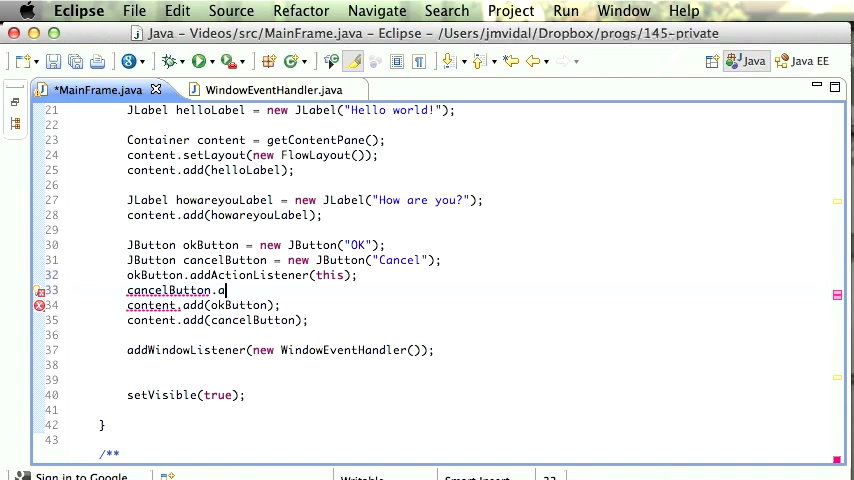 Eclipse File Edit Source Refactor Navigate Search Project Run Window Help
Java – Videos/src/MainFrame.java – Eclipse – /Users/jmvidal/Dropbox/progs/145-private
Java Java EE
*MainFrame.java WindowEventHandler.java
21 JLabel helloLabel = new JLabel("Hello world!");
22
23 Container content = getContentPane();
24 content.setLayout(new FlowLayout());
25 content.add(helloLabel);
26
27 JLabel howareyouLabel = new JLabel("How are you?");
28 content.add(howareyouLabel);
29
30 JButton okButton = new JButton("OK");
31 JButton cancelButton = new JButton("Cancel");
32 okButton.addActionListener(this);
33 cancelButton.a
34 content.add(okButton);
35 content.add(cancelButton);
36
37 addWindowListener(new WindowEventHandler());
38
39
40 setVisible(true);
41
42 }
43
/**
Sign in to Google... Writable Smart Insert